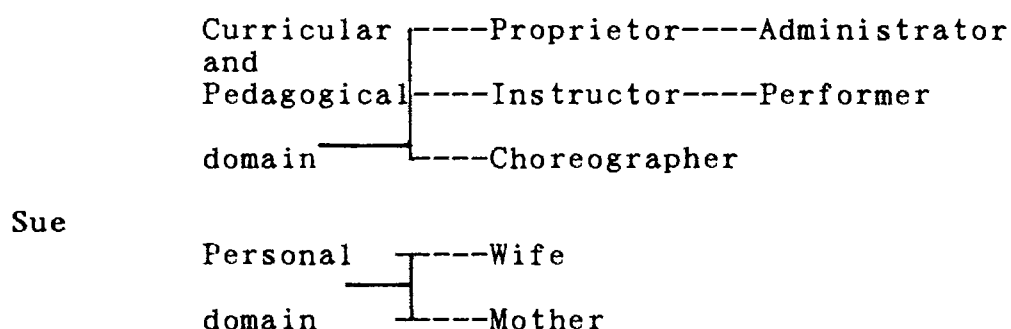 Curricular ----Proprietor----Administrator
and
Pedagogical----Instructor----Performer
domain ----Choreographer
Sue
Personal ----Wife
domain ----Mother